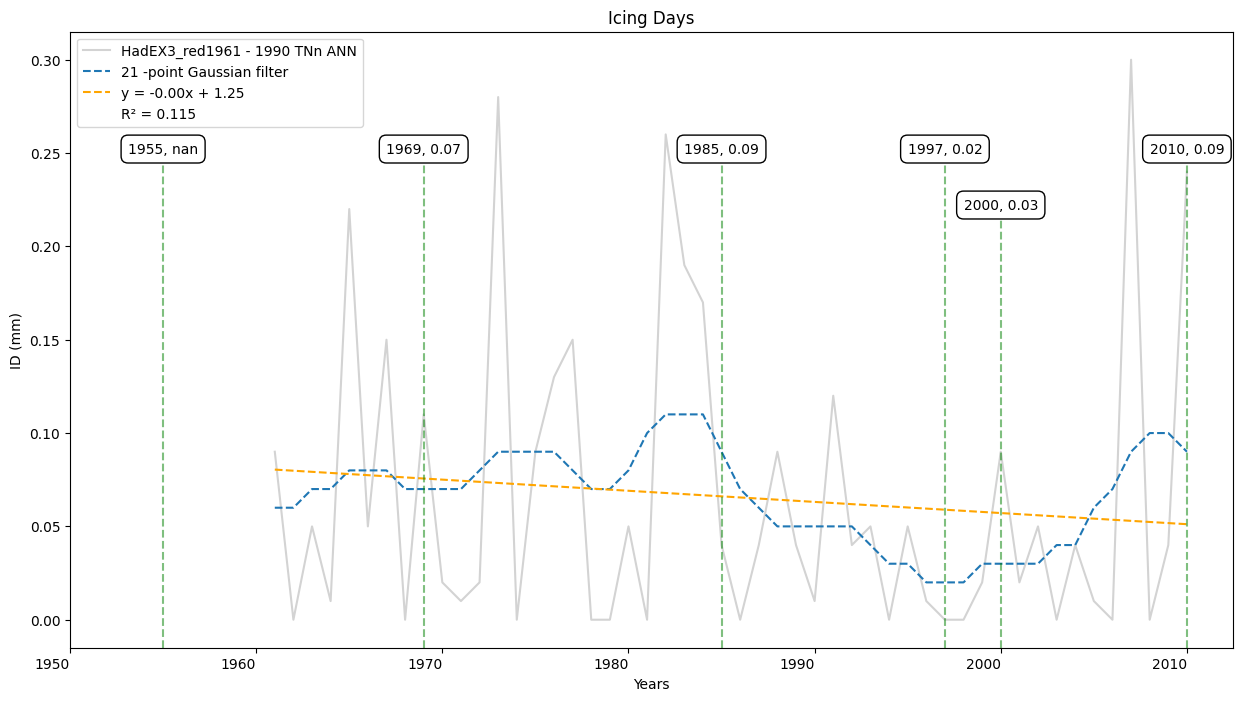 Icing Days
HadEX3_red1961 - 1990 TNn ANN
21 -point Gaussian filter
y = -0.00x + 1.25
R² = 0.115
1955, nan
1969, 0.07
1985, 0.09
1997, 0.02
2010, 0.09
2000, 0.03
0.30
0.25
0.20
0.15
0.10
0.05
0.00
ID (mm)
1950
1960
1970
1980
1990
2000
2010
Years